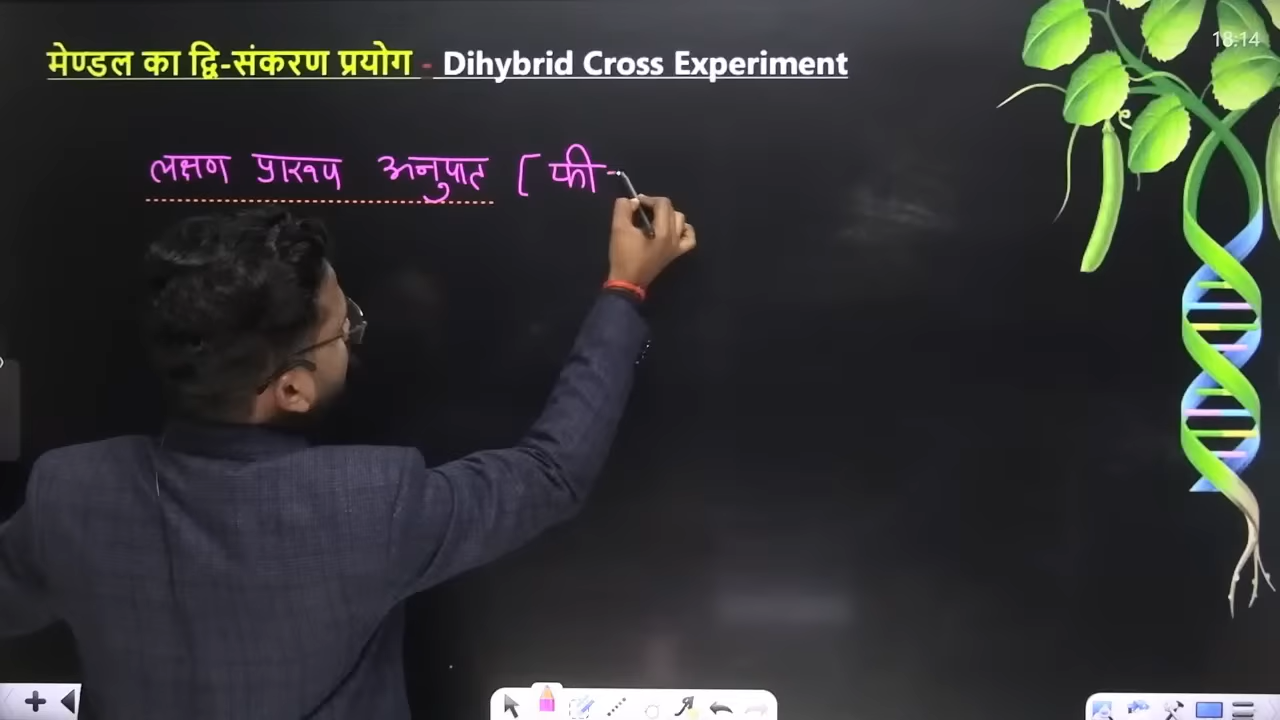 18:14
मेण्डल का द्वि-संकरण प्रयोग - Dihybrid Cross Experiment
लक्षण प्रारुप अनुपात [ फी-